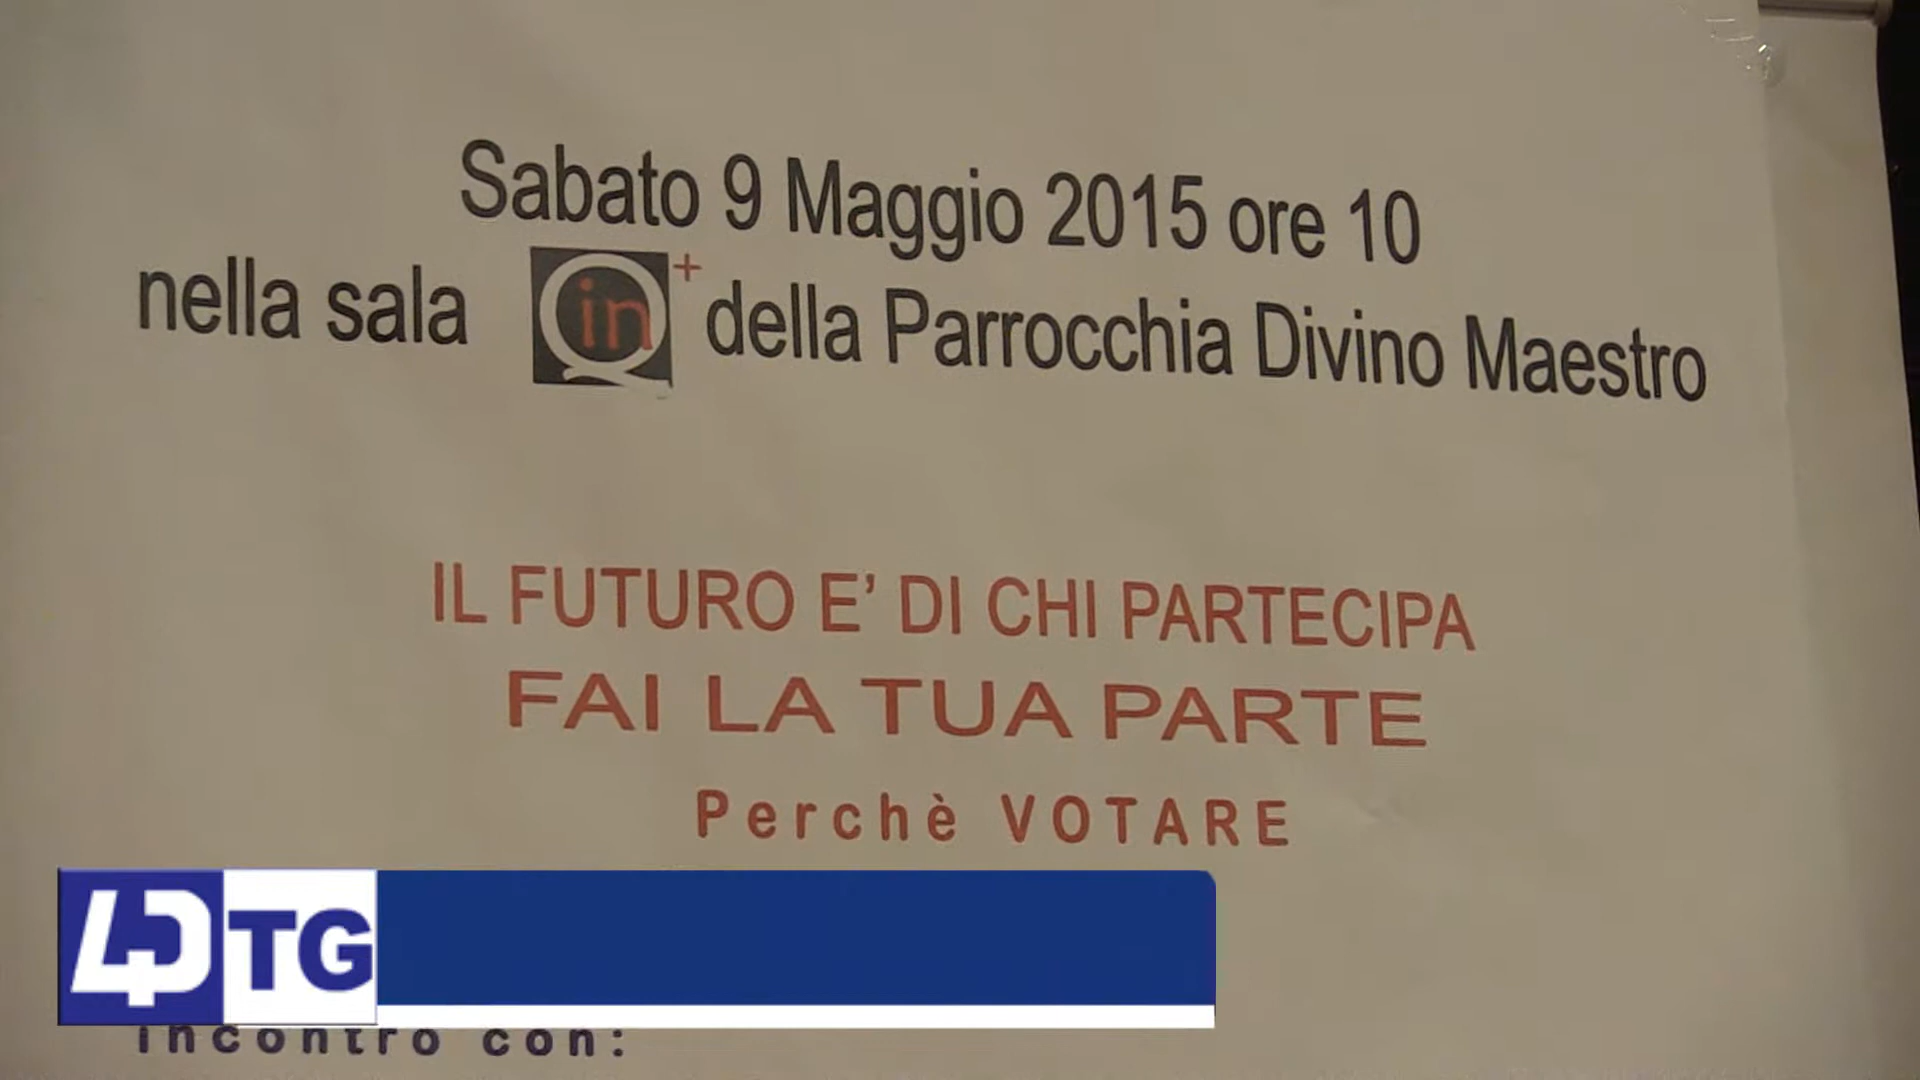 Sabato 9 Maggio 2015 ore 10
nella sala in + della Parrocchia Divino Maestro
IL FUTURO E' DI CHI PARTECIPA
FAI LA TUA PARTE
Perchè VOTARE
TG
incontro con: